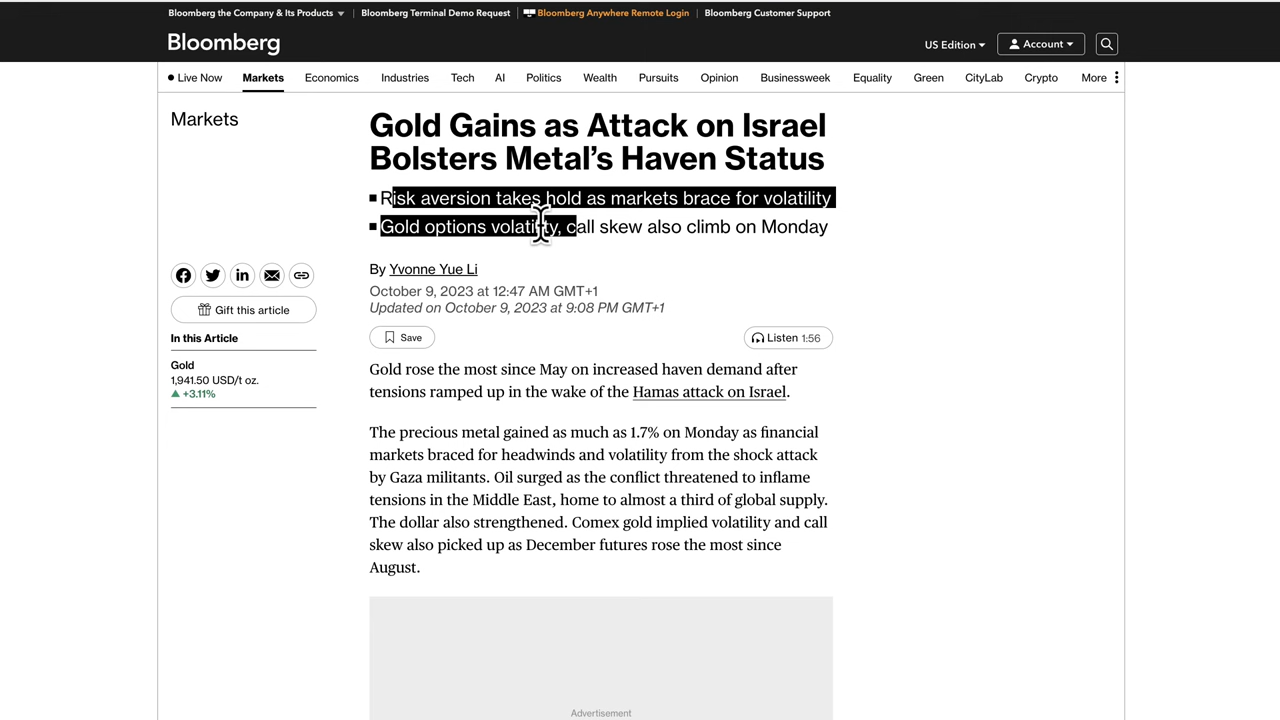 Bloomberg the Company & Its Products
Bloomberg Terminal Demo Request
Bloomberg Anywhere Remote Login
Bloomberg Customer Support
Bloomberg
US Edition
Account
Live Now
Markets
Economics
Industries
Tech
AI
Politics
Wealth
Pursuits
Opinion
Businessweek
Equality
Green
CityLab
Crypto
More
Markets
Gold Gains as Attack on Israel
Bolsters Metal's Haven Status
Risk aversion takes hold as markets brace for volatility
Gold options volatility, call skew also climb on Monday
By Yvonne Yue Li
October 9, 2023 at 12:47 AM GMT+1
Updated on October 9, 2023 at 9:08 PM GMT+1
Gift this article
Save
Listen 1:56
In this Article
Gold
1,941.50 USD/t oz.
▲ +3.11%
Gold rose the most since May on increased haven demand after
tensions ramped up in the wake of the Hamas attack on Israel.
The precious metal gained as much as 1.7% on Monday as financial
markets braced for headwinds and volatility from the shock attack
by Gaza militants. Oil surged as the conflict threatened to inflame
tensions in the Middle East, home to almost a third of global supply.
The dollar also strengthened. Comex gold implied volatility and call
skew also picked up as December futures rose the most since
August.
Advertisement